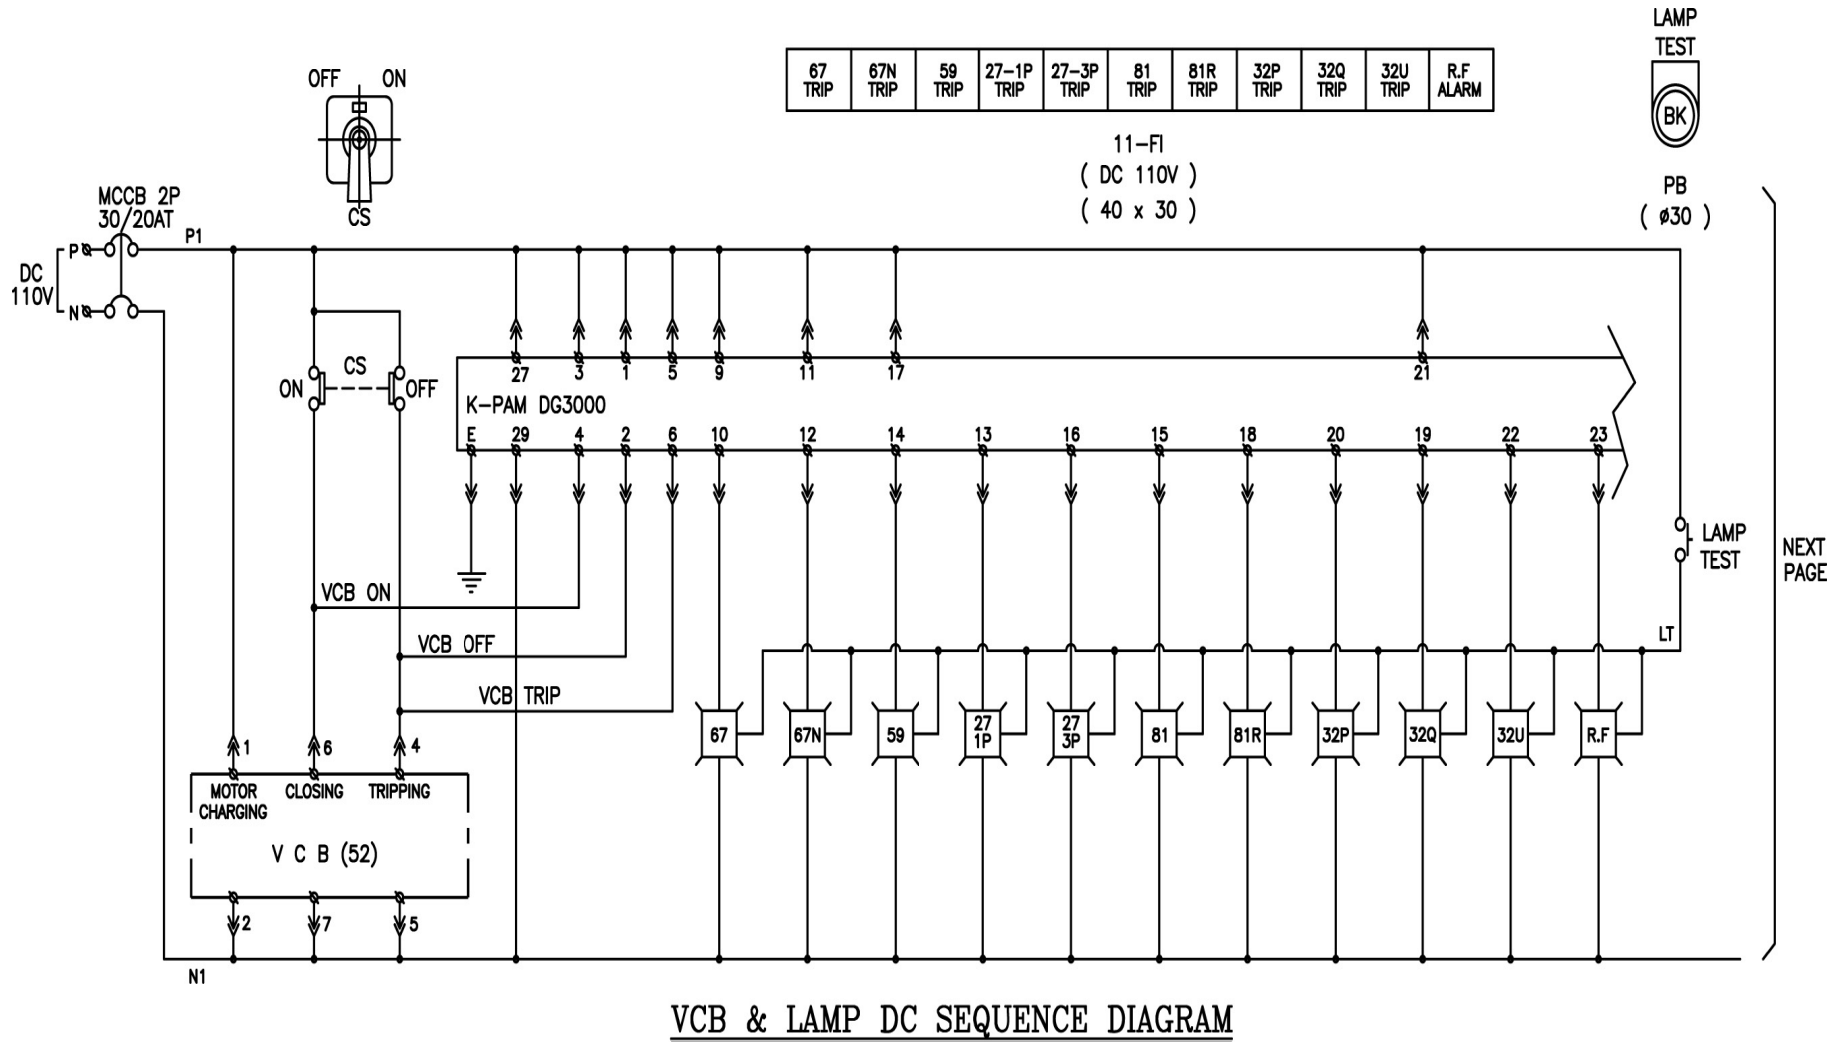 LAMP
TEST
BK
PB
( ø30 )
OFF ON
CS
67
TRIP
67N
TRIP
59
TRIP
27-1P
TRIP
27-3P
TRIP
81
TRIP
81R
TRIP
32P
TRIP
32Q
TRIP
32U
TRIP
R.F
ALARM
11-FI
( DC 110V )
( 40 x 30 )
MCCB 2P
30/20AT
P1
DC
110V
P
N
CS
ON
OFF
27 3 1 5 9 11 17 21
K-PAM DG3000
E 29 4 2 6 10 12 14 13 16 15 18 20 19 22 23
LAMP
TEST
NEXT
PAGE
VCB ON
VCB OFF
VCB TRIP
LT
67
67N
59
27
1P
27
3P
81
81R
32P
32Q
32U
R.F
1 6 4
MOTOR
CHARGING
CLOSING
TRIPPING
V C B (52)
2 7 5
N1
VCB & LAMP DC SEQUENCE DIAGRAM